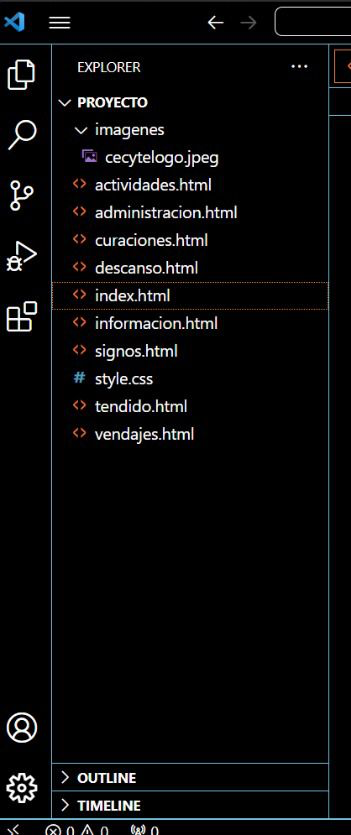 EXPLORER
PROYECTO
imagenes
cecytelogo.jpeg
actividades.html
administracion.html
curaciones.html
descanso.html
index.html
informacion.html
signos.html
# style.css
tendido.html
vendajes.html
OUTLINE
TIMELINE
0 0 0